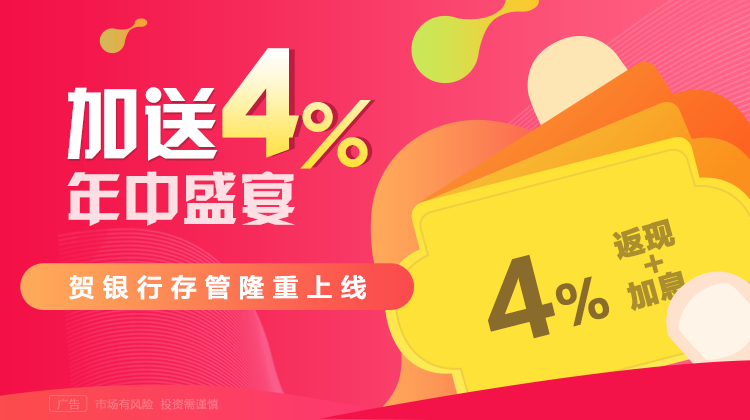 加送4%
年中盛宴
贺银行存管隆重上线
4%
返现
+
加息
广告 市场有风险 投资需谨慎